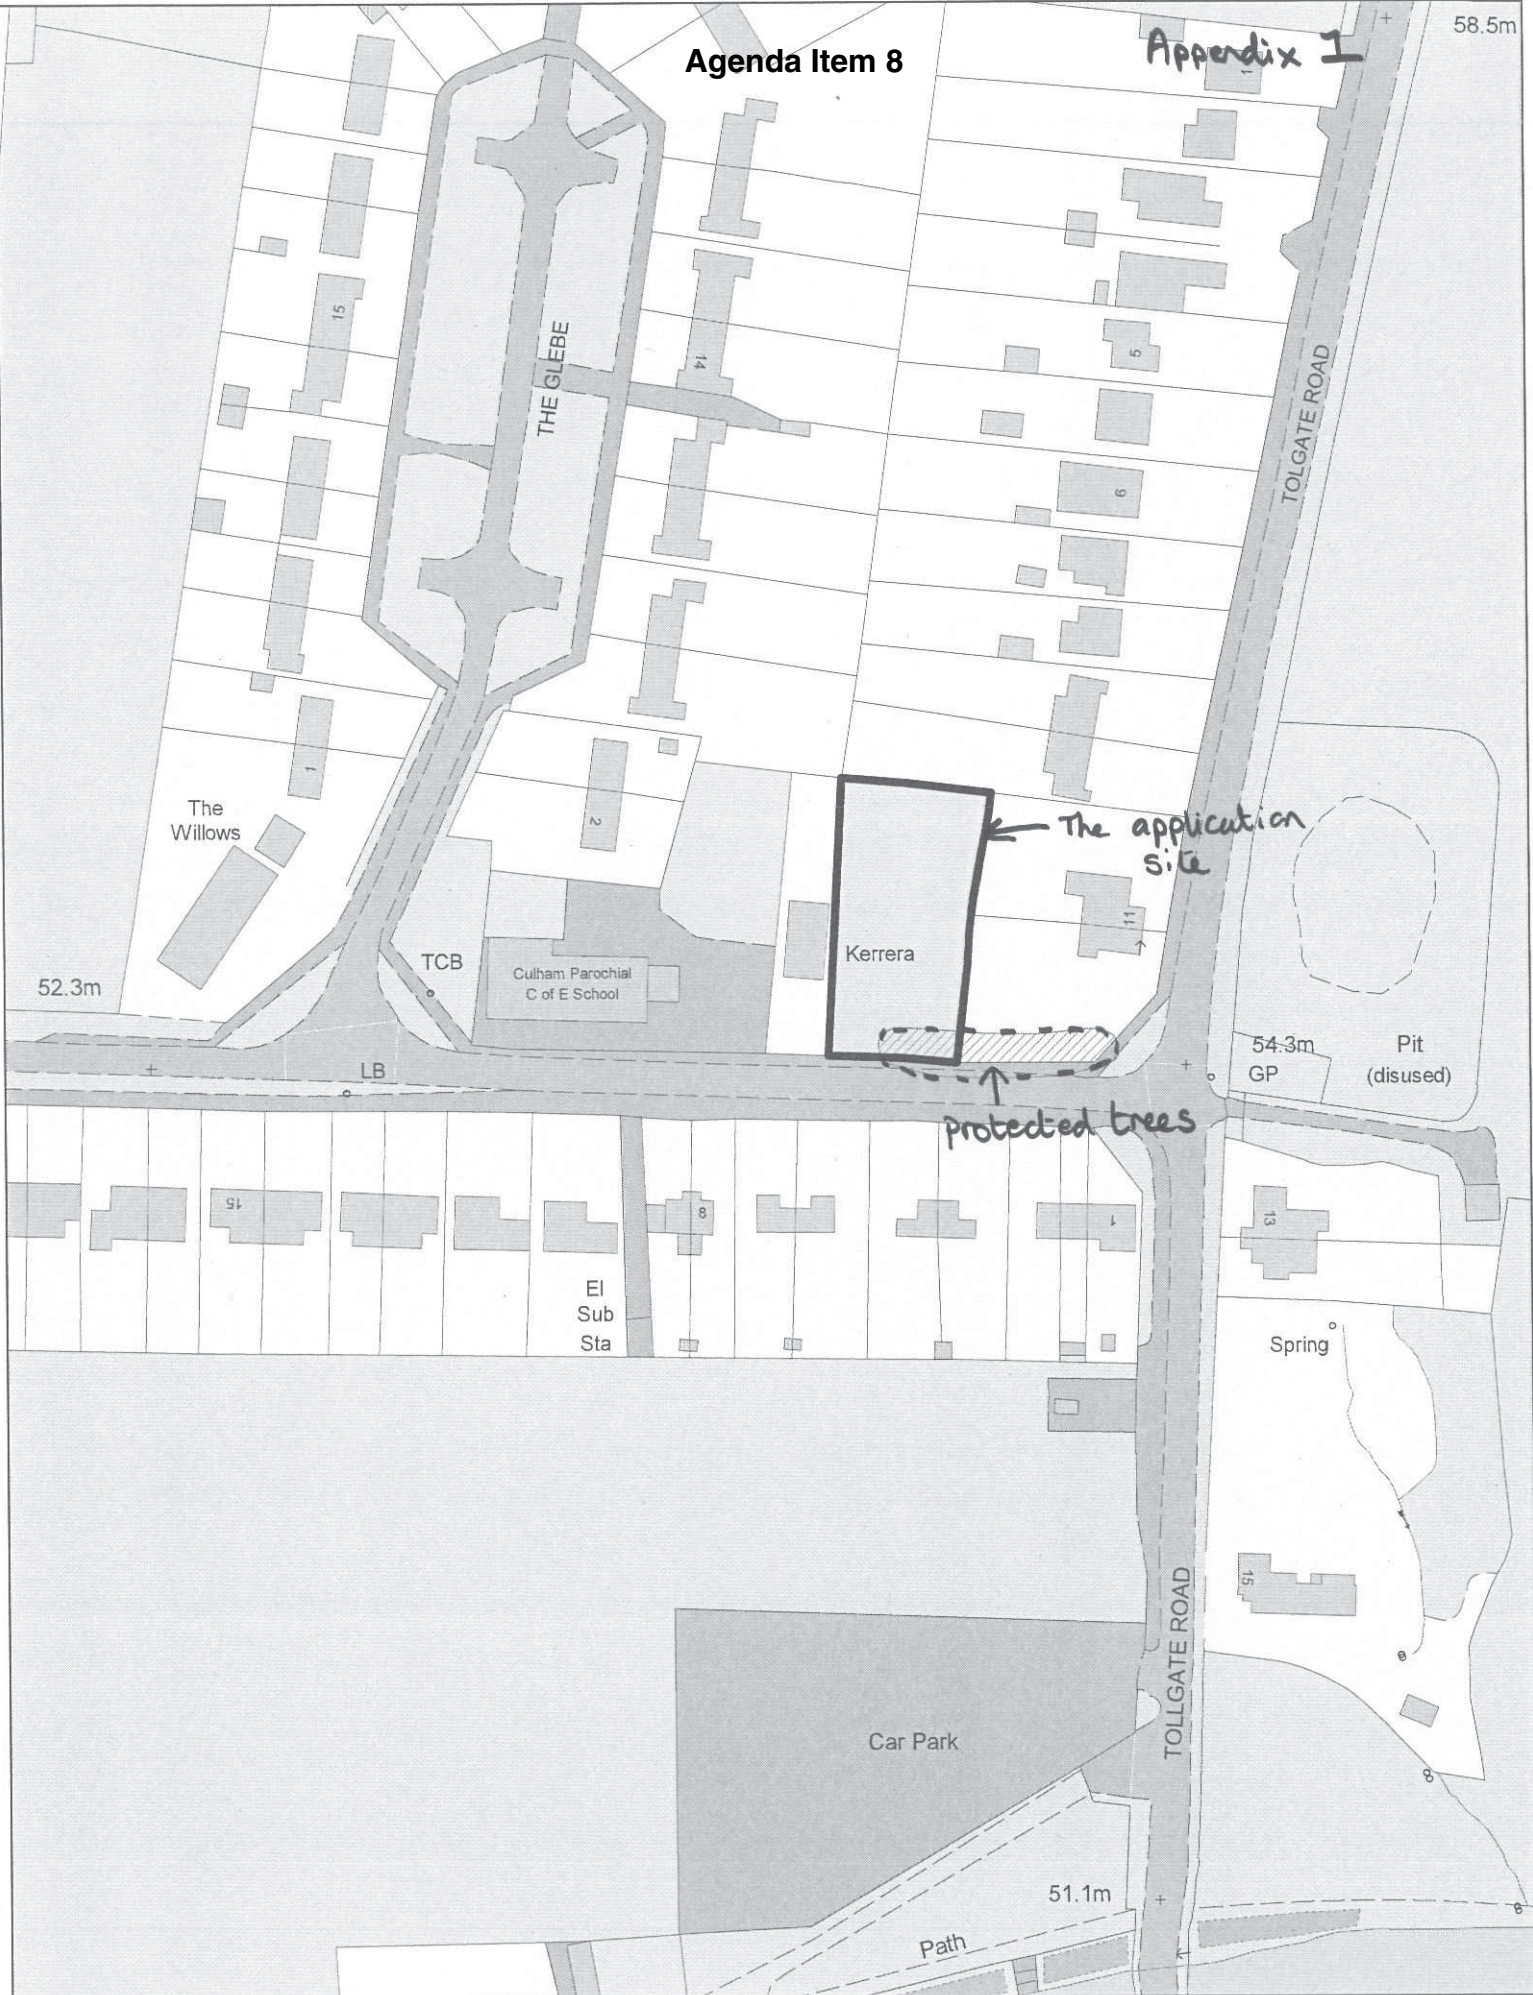 58.5m
Agenda Item 8
Appendix 1
1
15
THE GLEBE
14
5
TOLGATE ROAD
9
1
The
Willows
2
The application
site
11
Kerrera
TCB
Culham Parochial
C of E School
52.3m
54.3m
GP
Pit
(disused)
LB
protected trees
15
8
1
13
El
Sub
Sta
Spring
15
TOLLGATE ROAD
Car Park
51.1m
Path